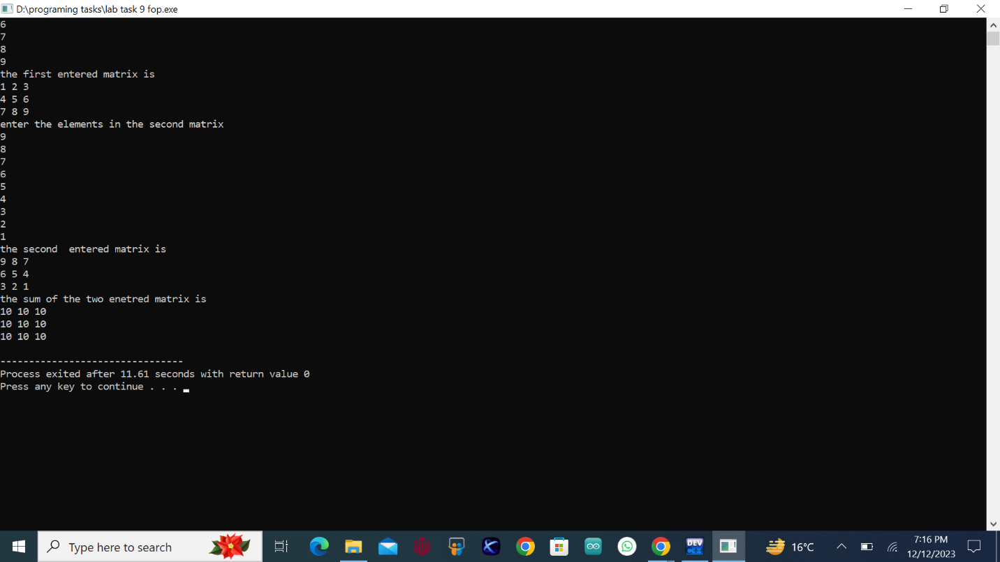 D:\programing tasks\lab task 9 fop.exe
6
7
8
9
the first entered matrix is
1 2 3
4 5 6
7 8 9
enter the elements in the second matrix
9
8
7
6
5
4
3
2
1
the second  entered matrix is
9 8 7
6 5 4
3 2 1
the sum of the two enetred matrix is
10 10 10
10 10 10
10 10 10
--------------------------------
Process exited after 11.61 seconds with return value 0
Press any key to continue . . .
Type here to search
DEV
C++
16°C
7:16 PM
12/12/2023